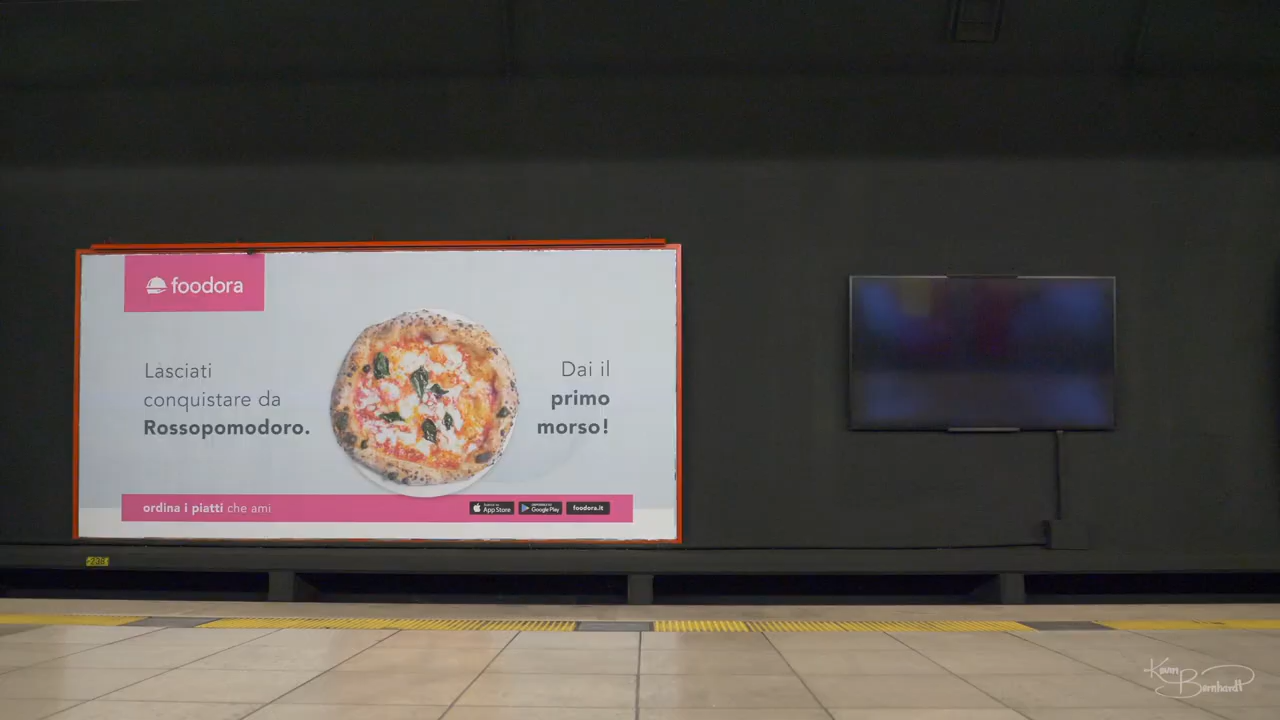 foodora
Lasciati
conquistare da
Rossopomodoro.
Dai il
primo
morso!
ordina i piatti che ami
App Store
Google Play
foodora.it
Kevin
Bernhardt